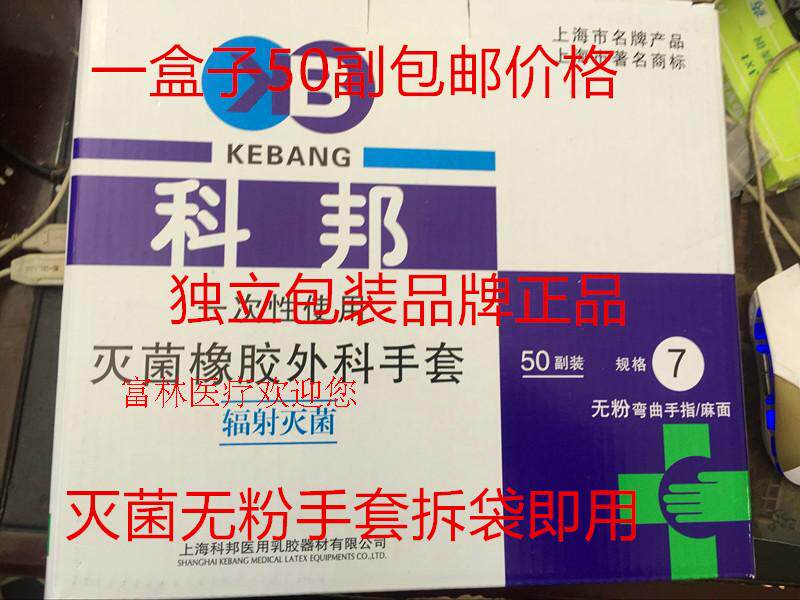 上海市名牌产品
上海市著名商标
一盒子50副包邮价格
KB
KEBANG
科邦
独立包装品牌正品
一次性使用
灭菌橡胶外科手套
50副装
规格 7
富林医疗欢迎您
无粉弯曲手指/麻面
辐射灭菌
灭菌无粉手套拆袋即用
上海科邦医用乳胶器材有限公司
SHANGHAI KEBANG MEDICAL LATEX EQUIPMENTS CO.,LTD.